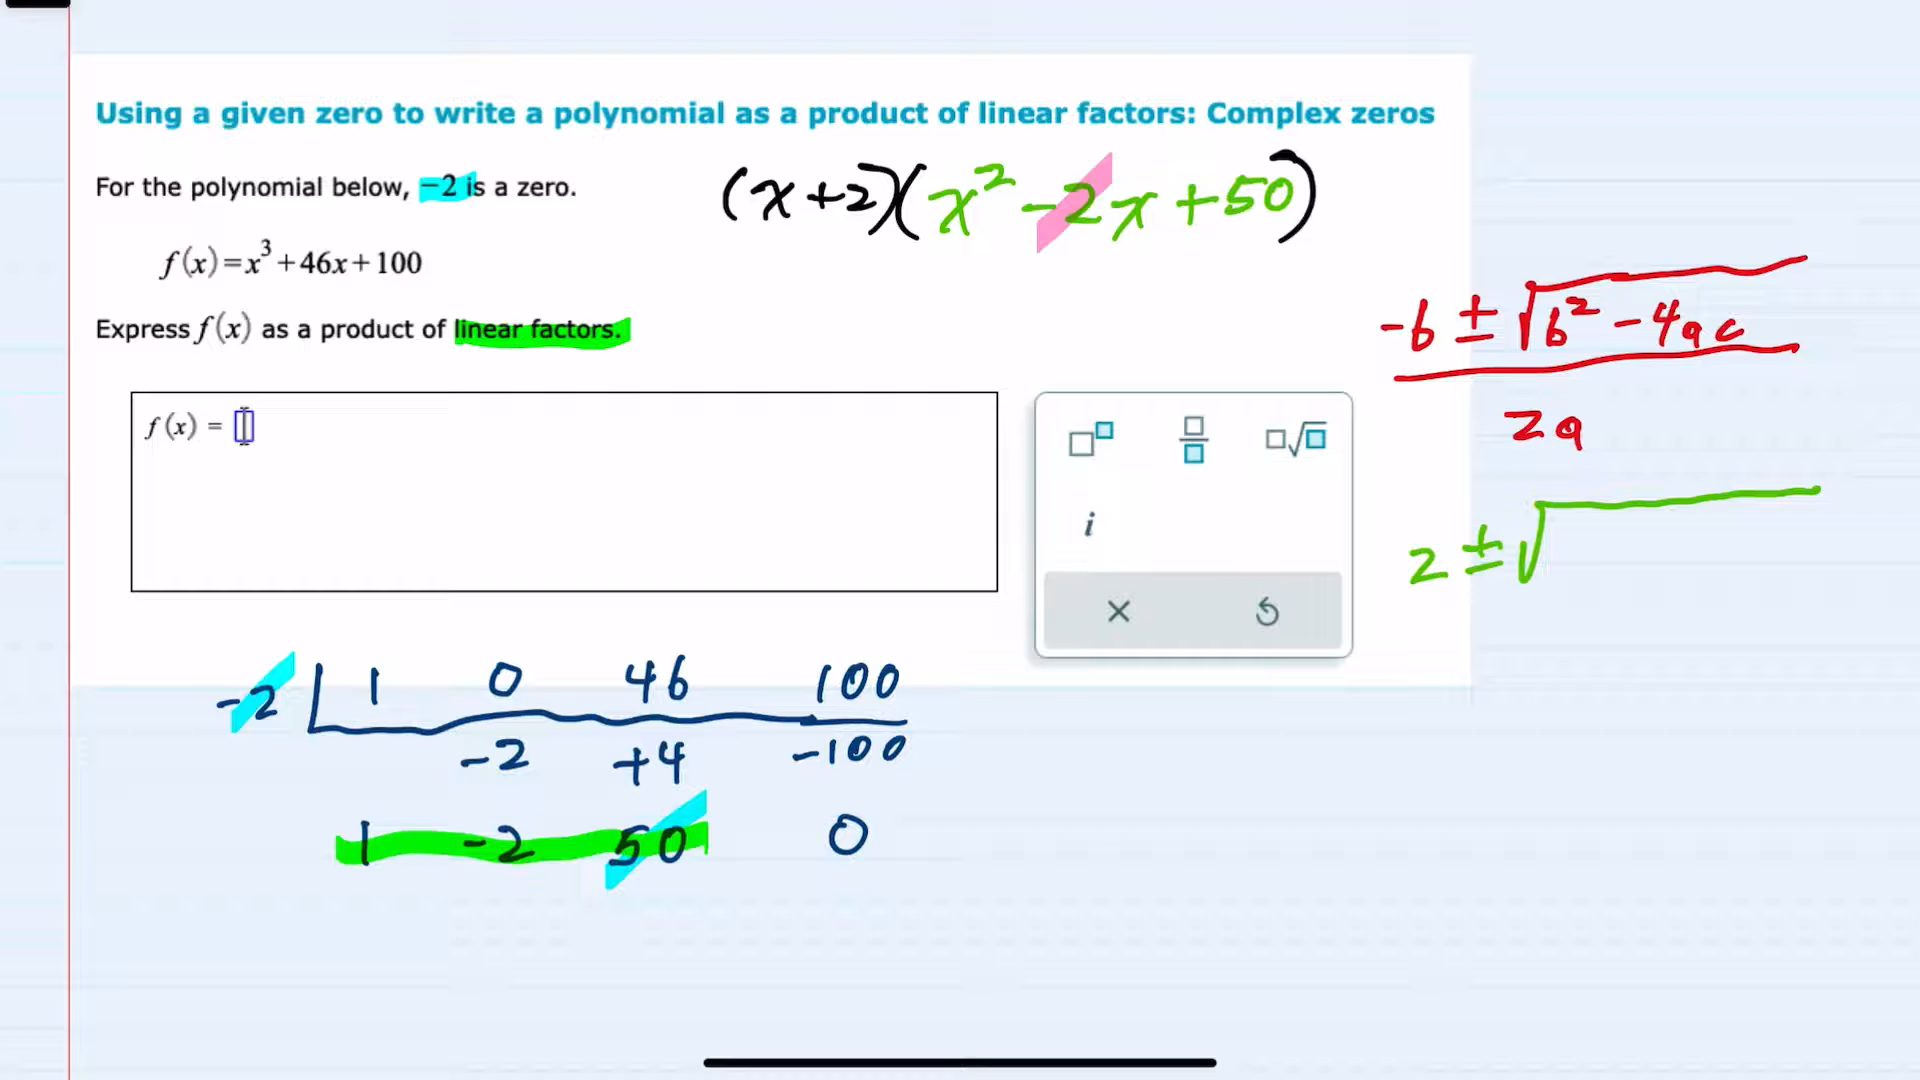 Using a given zero to write a polynomial as a product of linear factors: Complex zeros
For the polynomial below, −2 is a zero.
(x+2)(x² -2x +50)
f(x)=x³+46x+100
-b ± √b² - 4ac
2a
Express f(x) as a product of linear factors.
f(x) =
□^□ □/□ □√□
i
2 ± √
× ↺
-2 | 1 0 46 100
-2 +4 -100
1 -2 50 0